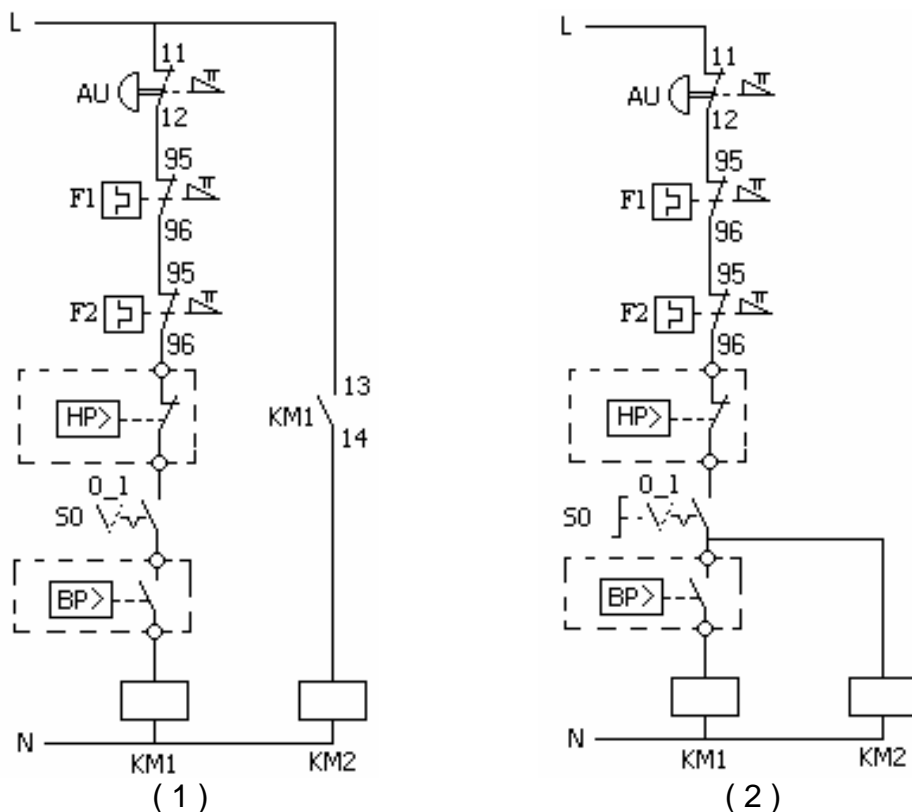 L
11
AU
12
95
F1
96
95
F2
96
HP>
13
KM1
14
0_1
S0
BP>
N
KM1
KM2
( 1 )
L
11
AU
12
95
F1
96
95
F2
96
HP>
0_1
S0
BP>
N
KM1
KM2
( 2 )